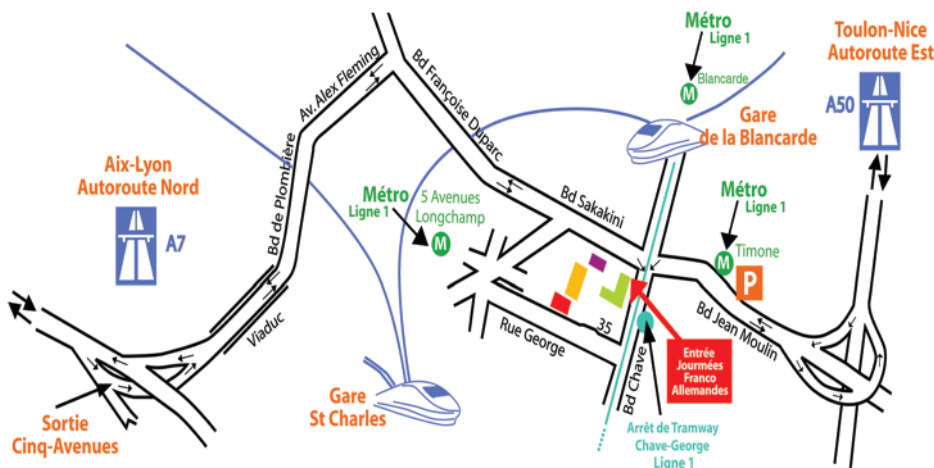 Métro
Ligne 1
Blancarde
M
Toulon-Nice
Autoroute Est
A50
Gare
de la Blancarde
Av. Alex Fleming
Bd Françoise Duparc
Bd de Plombière
Aix-Lyon
Autoroute Nord
A7
Métro
Ligne 1
5 Avenues
Longchamp
M
Bd Sakakini
Métro
Ligne 1
Timone
M
P
Bd Jean Moulin
Viaduc
Rue George
35
Bd Chave
Entrée
Journées
Franco
Allemandes
Gare
St Charles
Sortie
Cinq-Avenues
Arrêt de Tramway
Chave-George
Ligne 1